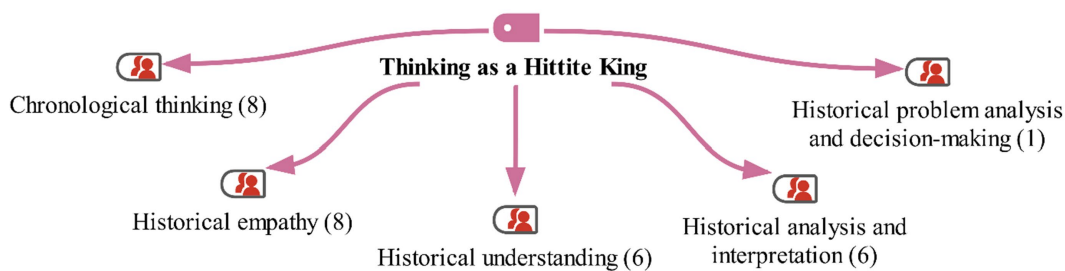 Thinking as a Hittite King
Chronological thinking (8)
Historical problem analysis
and decision-making (1)
Historical empathy (8)
Historical understanding (6)
Historical analysis and
interpretation (6)